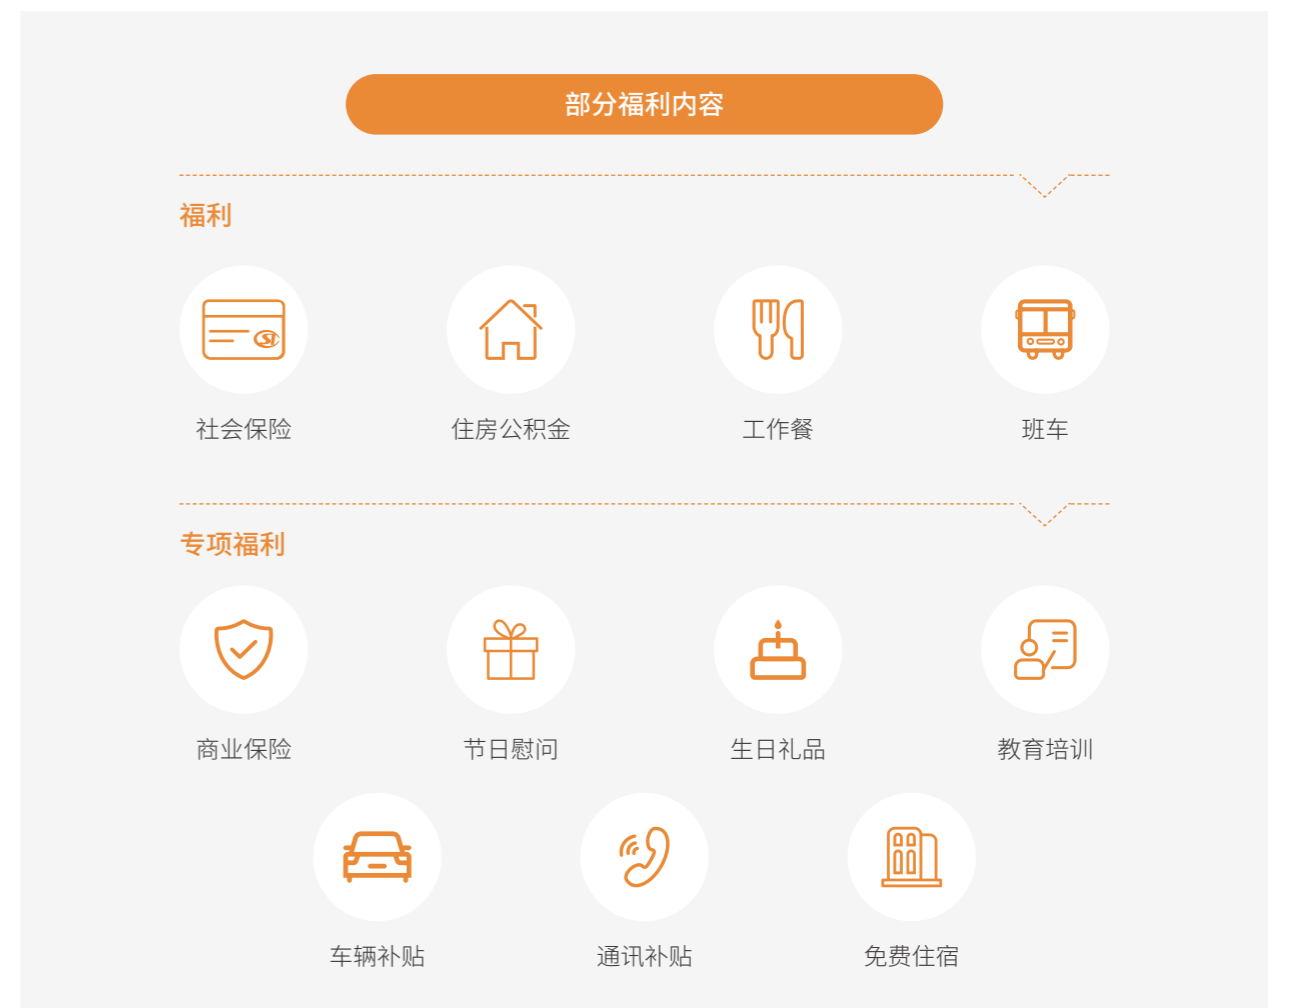 部分福利内容
福利
社会保险 住房公积金 工作餐 班车
专项福利
商业保险 节日慰问 生日礼品 教育培训
车辆补贴 通讯补贴 免费住宿